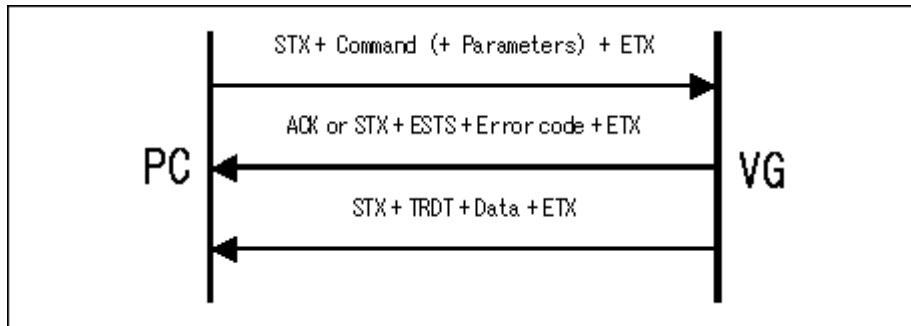 STX + Command (+ Parameters) + ETX
ACK or STX + ESTS + Error code + ETX
PC
VG
STX + TRDT + Data + ETX